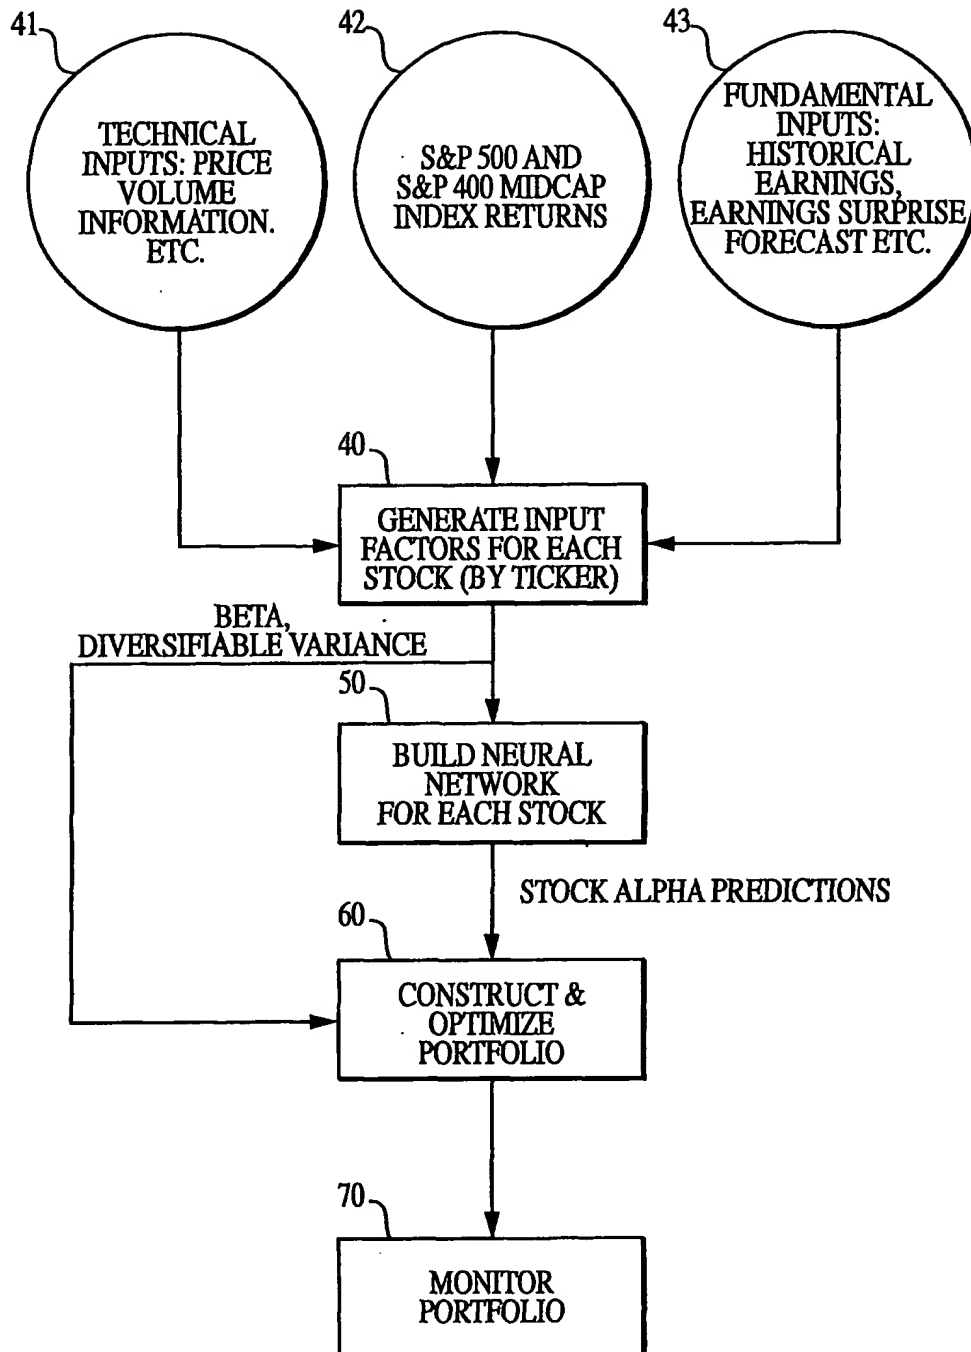 41
TECHNICAL
INPUTS: PRICE
VOLUME
INFORMATION.
ETC.
42
S&P 500 AND
S&P 400 MIDCAP
INDEX RETURNS
43
FUNDAMENTAL
INPUTS:
HISTORICAL
EARNINGS,
EARNINGS SURPRISE
FORECAST ETC.
40
GENERATE INPUT
FACTORS FOR EACH
STOCK (BY TICKER)
BETA,
DIVERSIFIABLE VARIANCE
50
BUILD NEURAL
NETWORK
FOR EACH STOCK
STOCK ALPHA PREDICTIONS
60
CONSTRUCT &
OPTIMIZE
PORTFOLIO
70
MONITOR
PORTFOLIO